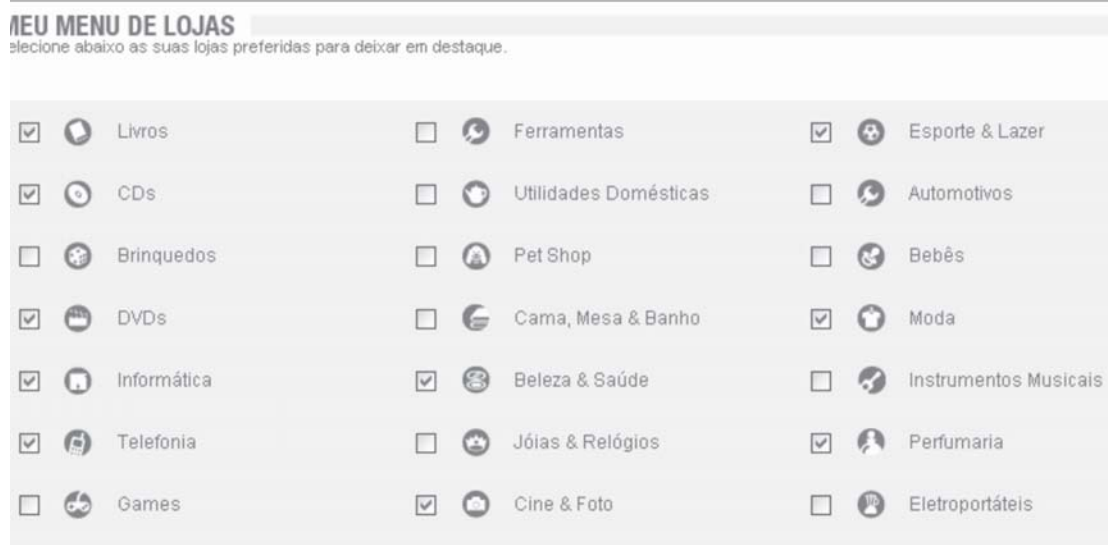 MEU MENU DE LOJAS
elecione abaixo as suas lojas preferidas para deixar em destaque.
Livros
Ferramentas
Esporte & Lazer
CDs
Utilidades Domésticas
Automotivos
Brinquedos
Pet Shop
Bebês
DVDs
Cama, Mesa & Banho
Moda
Informática
Beleza & Saúde
Instrumentos Musicais
Telefonia
Jóias & Relógios
Perfumaria
Games
Cine & Foto
Eletroportáteis